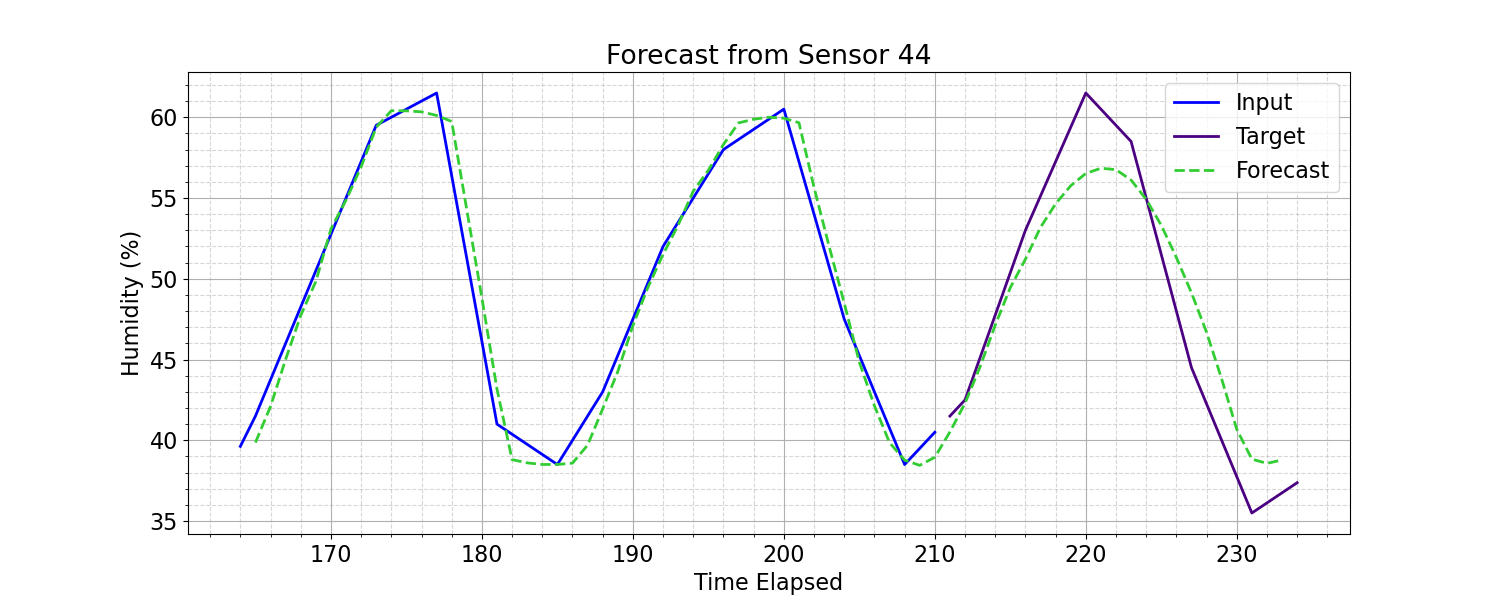 Forecast from Sensor 44
Humidity (%)
60
55
50
45
40
35
170 180 190 200 210 220 230
Time Elapsed
Input
Target
Forecast